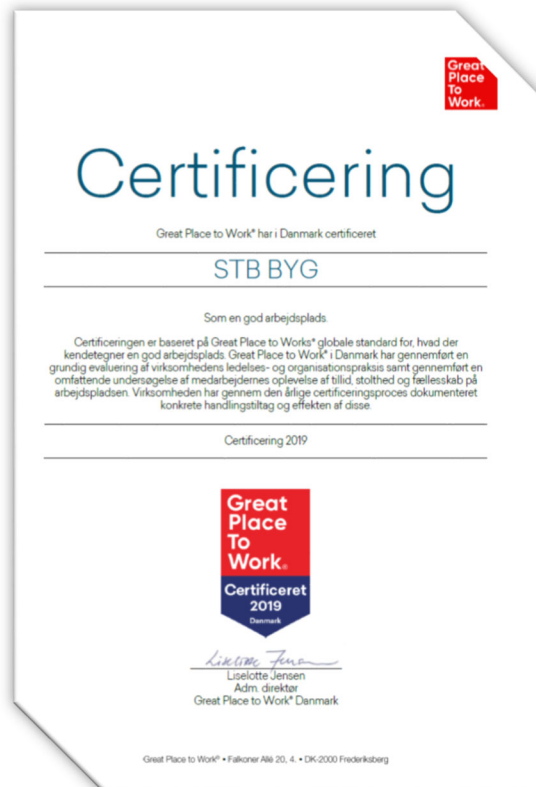 Great
Place
To
Work.
Certificering
Great Place to Work® har i Danmark certificeret
STB BYG
Som en god arbejdsplads.
Certificeringen er baseret på Great Place to Works® globale standard for, hvad der
kendetegner en god arbejdsplads. Great Place to Work® i Danmark har gennemført en
grundig evaluering af virksomhedens ledelses- og organisationspraksis samt gennemført en
omfattende undersøgelse af medarbejdernes oplevelse af tillid, stolthed og fællesskab på
arbejdspladsen. Virksomheden har gennem den årlige certificeringsproces dokumenteret
konkrete handlingstiltag og effekten af disse.
Certificering 2019
Great
Place
To
Work®
Certificeret
2019
Danmark
Liselotte Jensen
Liselotte Jensen
Adm. direktør
Great Place to Work® Danmark
Great Place to Work® • Falkoner Allé 20, 4. • DK-2000 Frederiksberg